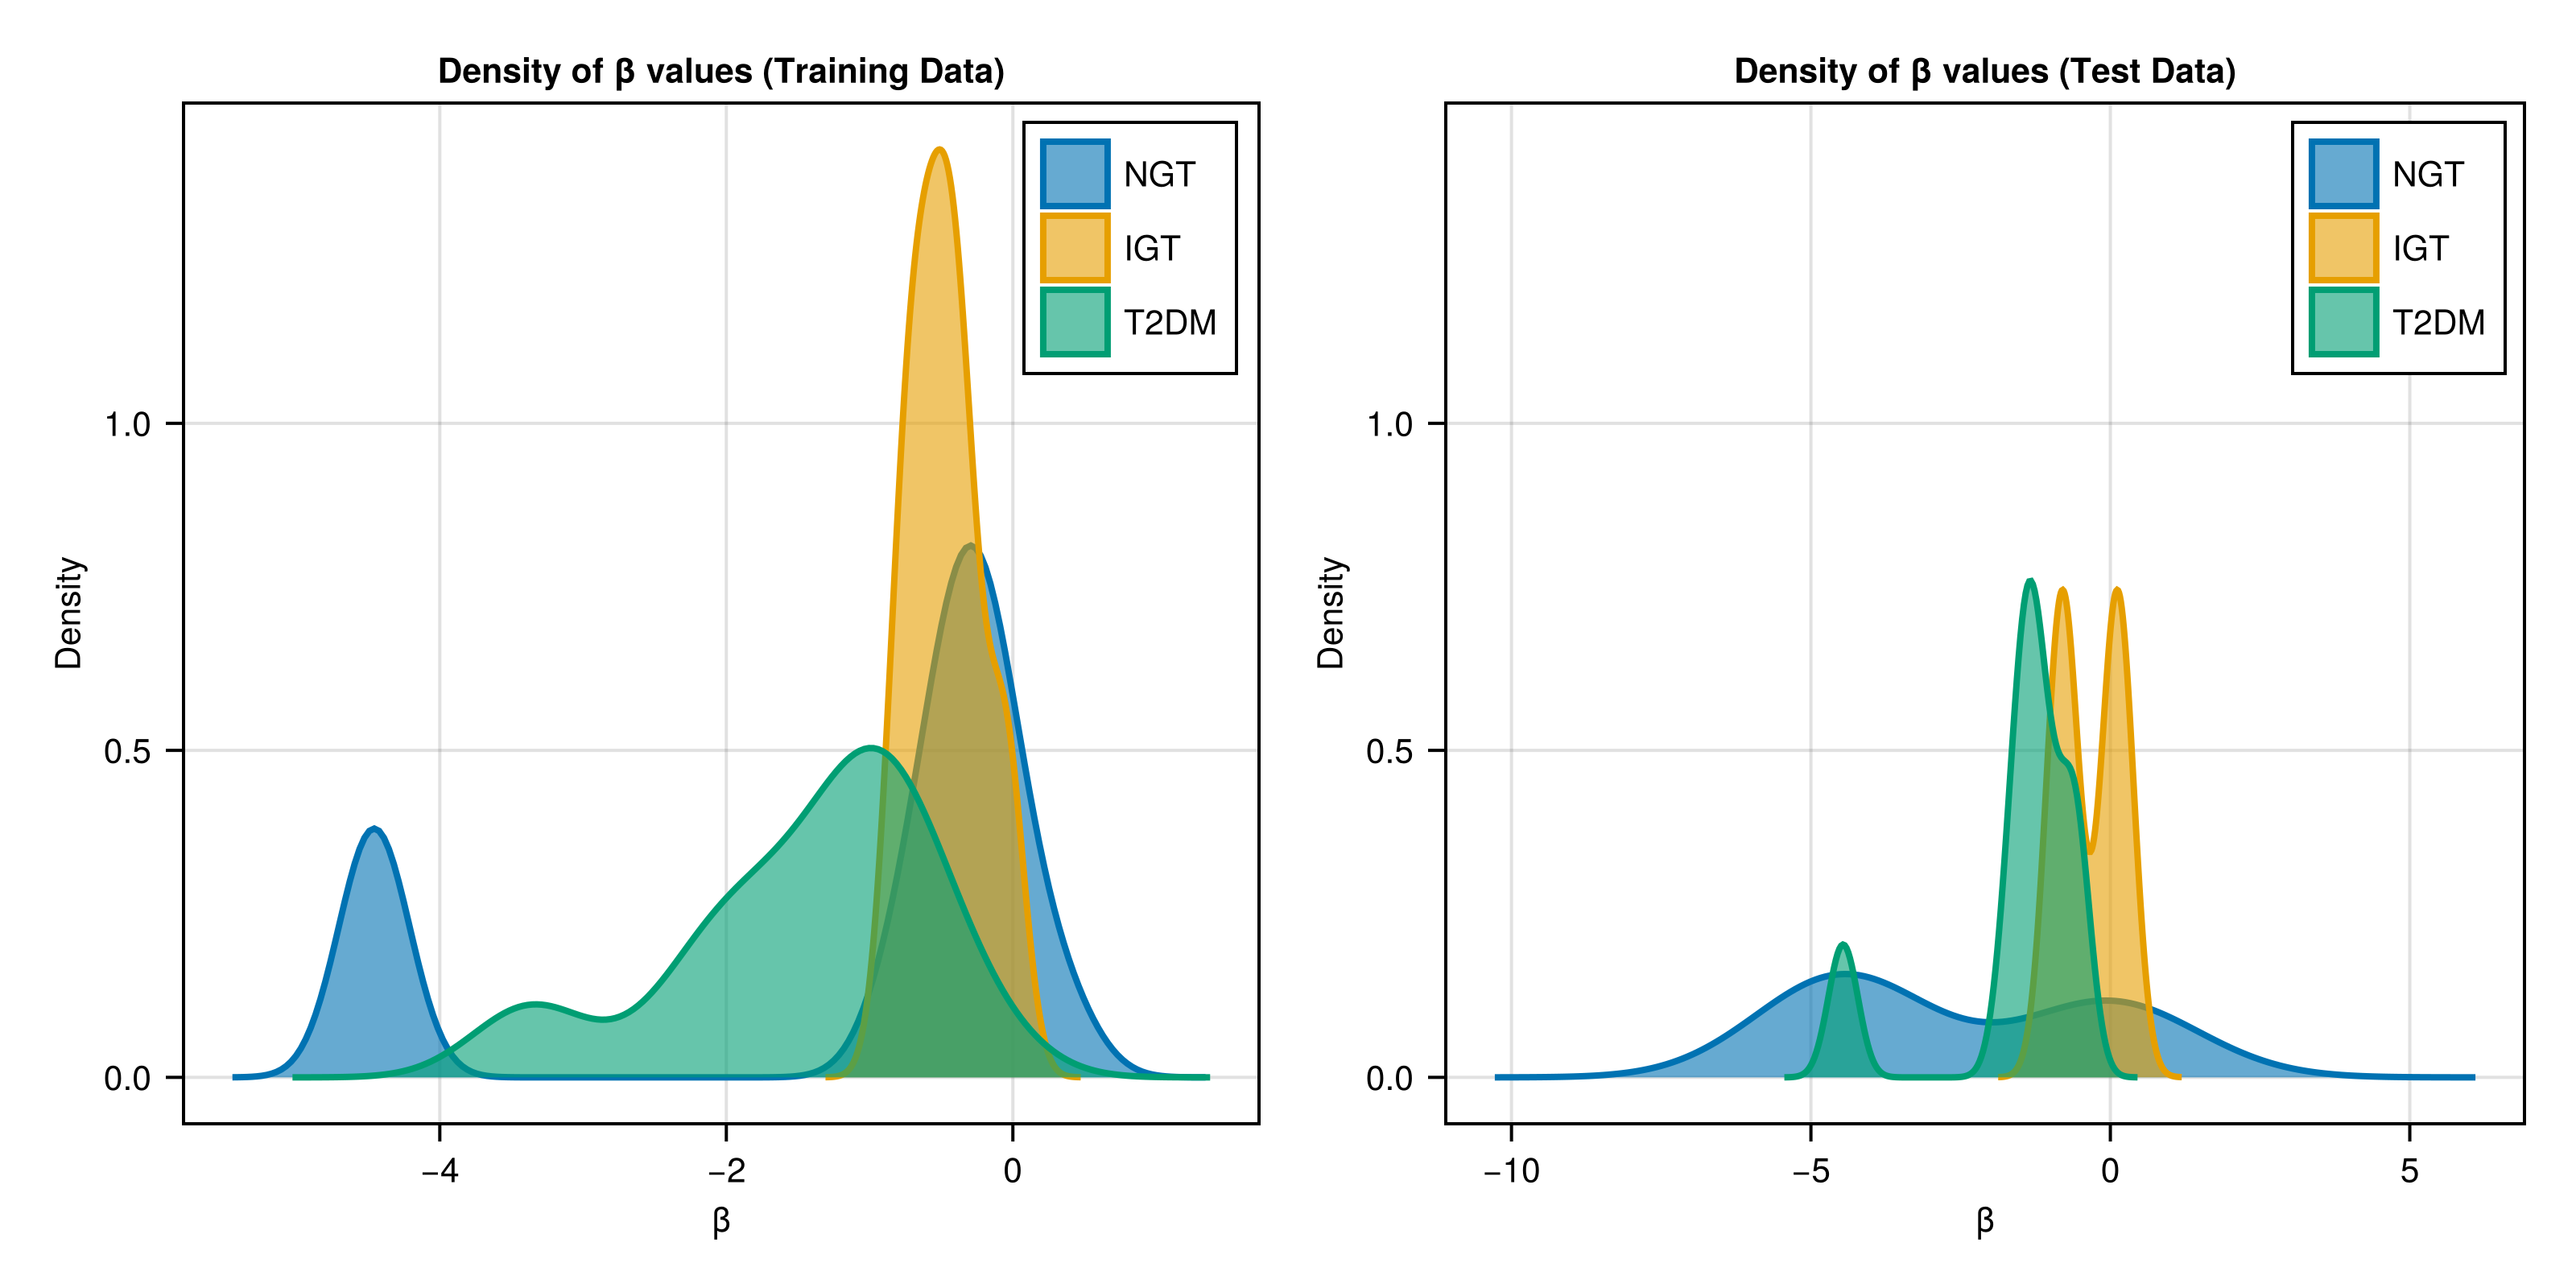 Density of β values (Training Data)
NGT
IGT
T2DM
1.0
0.5
0.0
Density
−4
−2
0
β
Density of β values (Test Data)
NGT
IGT
T2DM
1.0
0.5
0.0
Density
−10
−5
0
5
β